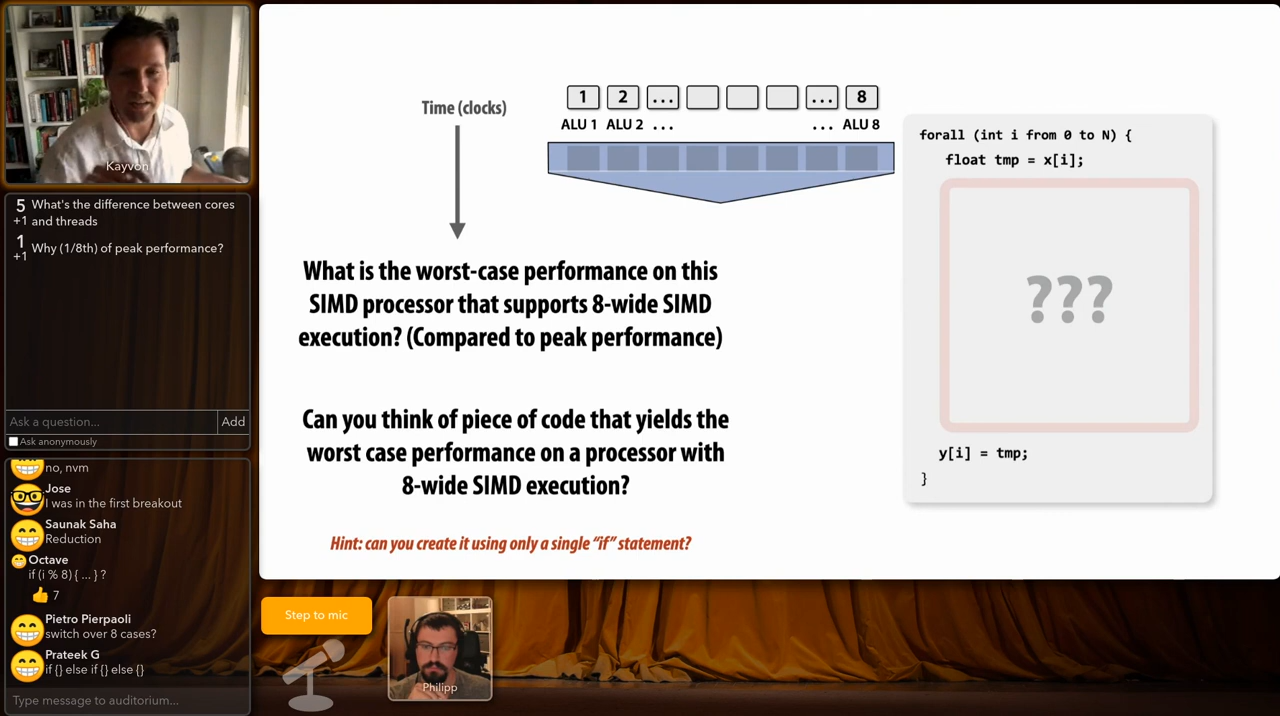 Kayvon
5 What's the difference between cores
+1 and threads
1 Why (1/8th) of peak performance?
+1
Ask a question...
Add
Ask anonymously
no, nvm
Jose
I was in the first breakout
Saunak Saha
Reduction
Octave
if (i % 8) { ... } ?
7
Pietro Pierpaoli
switch over 8 cases?
Prateek G
if {} else if {} else {}
Type message to auditorium...
Time (clocks)
1 2 ... ... 8
ALU 1 ALU 2 ... ... ALU 8
What is the worst-case performance on this
SIMD processor that supports 8-wide SIMD
execution? (Compared to peak performance)
Can you think of piece of code that yields the
worst case performance on a processor with
8-wide SIMD execution?
Hint: can you create it using only a single “if” statement?
forall (int i from 0 to N) {
float tmp = x[i];
???
y[i] = tmp;
}
Step to mic
Philipp